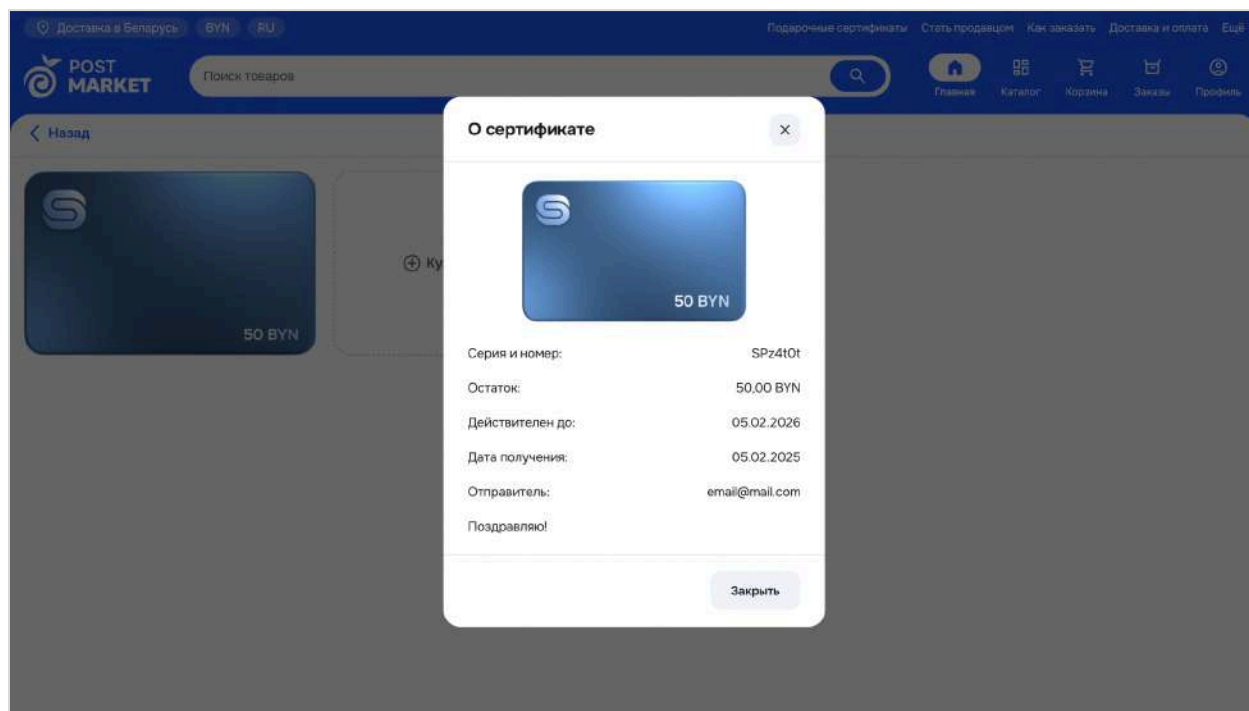 Доставка в Беларусь BYN RU Подарочные сертификаты Стать продавцом Как заказать Доставка и оплата Ещё
POST
MARKET
Поиск товаров
Главная Каталог Корзина Заказы Профиль
Назад
О сертификате
50 BYN
50 BYN
Серия и номер: SPz4t0t
Остаток: 50,00 BYN
Действителен до: 05.02.2026
Дата получения: 05.02.2025
Отправитель: email@mail.com
Поздравляю!
Закрыть